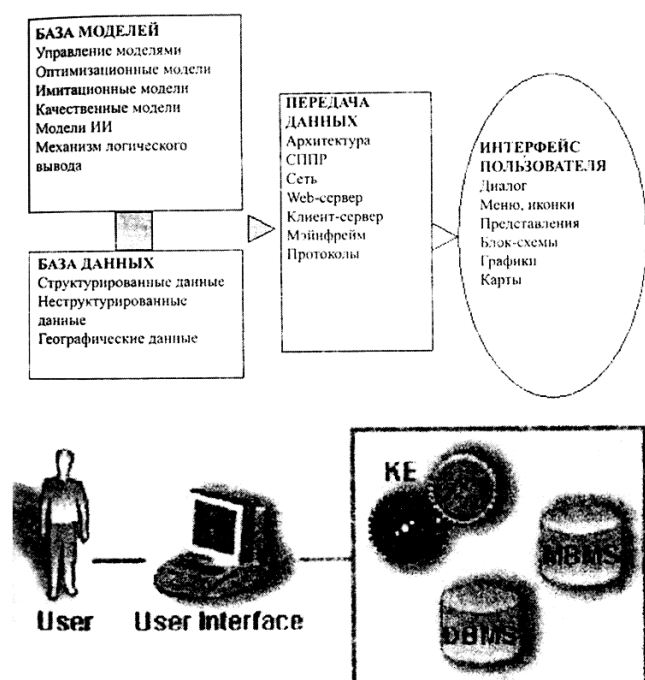 БАЗА МОДЕЛЕЙ
Управление моделями
Оптимизационные модели
Имитационные модели
Качественные модели
Модели ИИ
Механизм логического
вывода
БАЗА ДАННЫХ
Структурированные данные
Неструктурированные
данные
Географические данные
ПЕРЕДАЧА
ДАННЫХ
Архитектура
СППР
Сеть
Web-сервер
Клиент-сервер
Мэйнфрейм
Протоколы
ИНТЕРФЕЙС
ПОЛЬЗОВАТЕЛЯ
Диалог
Меню, иконки
Представления
Блок-схемы
Графики
Карты
KE
MBMS
DBMS
User
User Interface